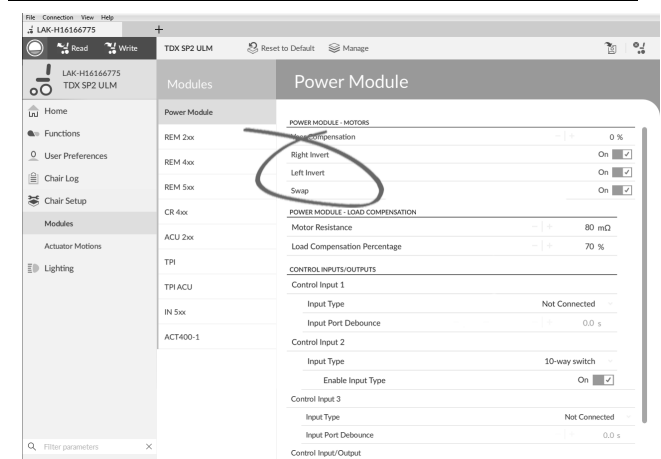 File Connection View Help
LAK-H16166775 +
Read Write TDX SP2 ULM Reset to Default Manage
LAK-H16166775
TDX SP2 ULM
Modules
Power Module
Home
Functions
User Preferences
Chair Log
Chair Setup
Modules
Actuator Motions
Lighting
Filter parameters
Power Module
REM 2xx
REM 4xx
REM 5xx
CR 4xx
ACU 2xx
TPI
TPI ACU
IN 5xx
ACT400-1
POWER MODULE - MOTORS
Compensation 0 %
Right Invert On
Left Invert On
Swap On
POWER MODULE - LOAD COMPENSATION
Motor Resistance - + 80 mΩ
Load Compensation Percentage - + 70 %
CONTROL INPUTS/OUTPUTS
Control Input 1
Input Type Not Connected
Input Port Debounce 0.0 s
Control Input 2
Input Type 10-way switch
Enable Input Type On
Control Input 3
Input Type Not Connected
Input Port Debounce 0.0 s
Control Input/Output